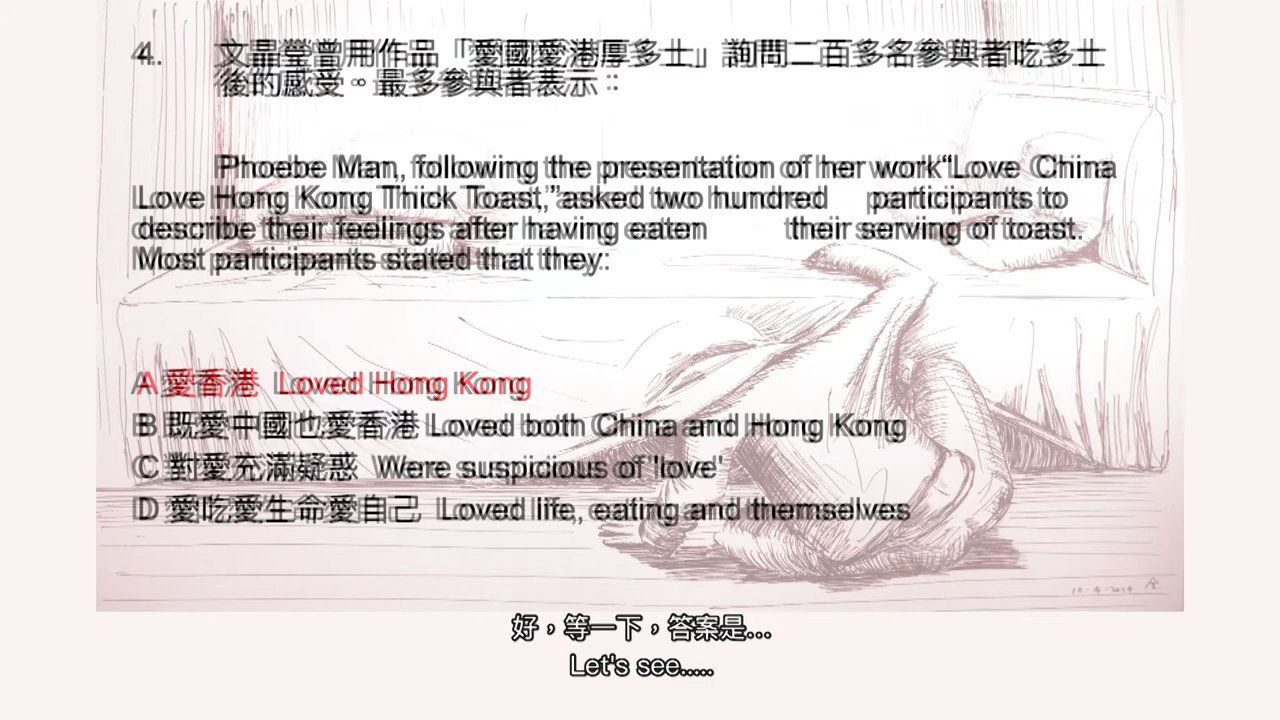 4. 文晶瑩曾用作品「愛國愛港厚多士」詢問二百多名參與者吃多士
後的感受。最多參與者表示：
Phoebe Man, following the presentation of her work“Love China
Love Hong Kong Thick Toast,”asked two hundred participants to
describe their feelings after having eaten their serving of toast.
Most participants stated that they:
A 愛香港 Loved Hong Kong
B 既愛中國也愛香港 Loved both China and Hong Kong
C 對愛充滿疑惑 Were suspicious of 'love"
D 愛吃愛生命愛自己 Loved life, eating and themselves
10·4·2014 令
好，等一下，答案是...
Let's see.....